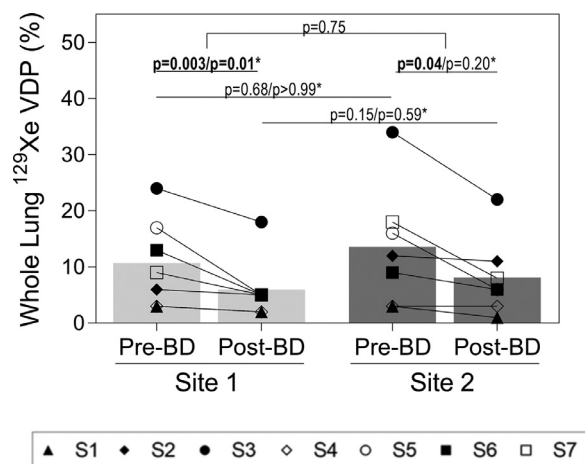 Whole Lung ¹²⁹Xe VDP (%)
50
40
30
20
10
0
p=0.75
p=0.003/p=0.01*
p=0.04/p=0.20*
p=0.68/p>0.99*
p=0.15/p=0.59*
Pre-BD Post-BD Pre-BD Post-BD
Site 1 Site 2
S1 S2 S3 S4 S5 S6 S7